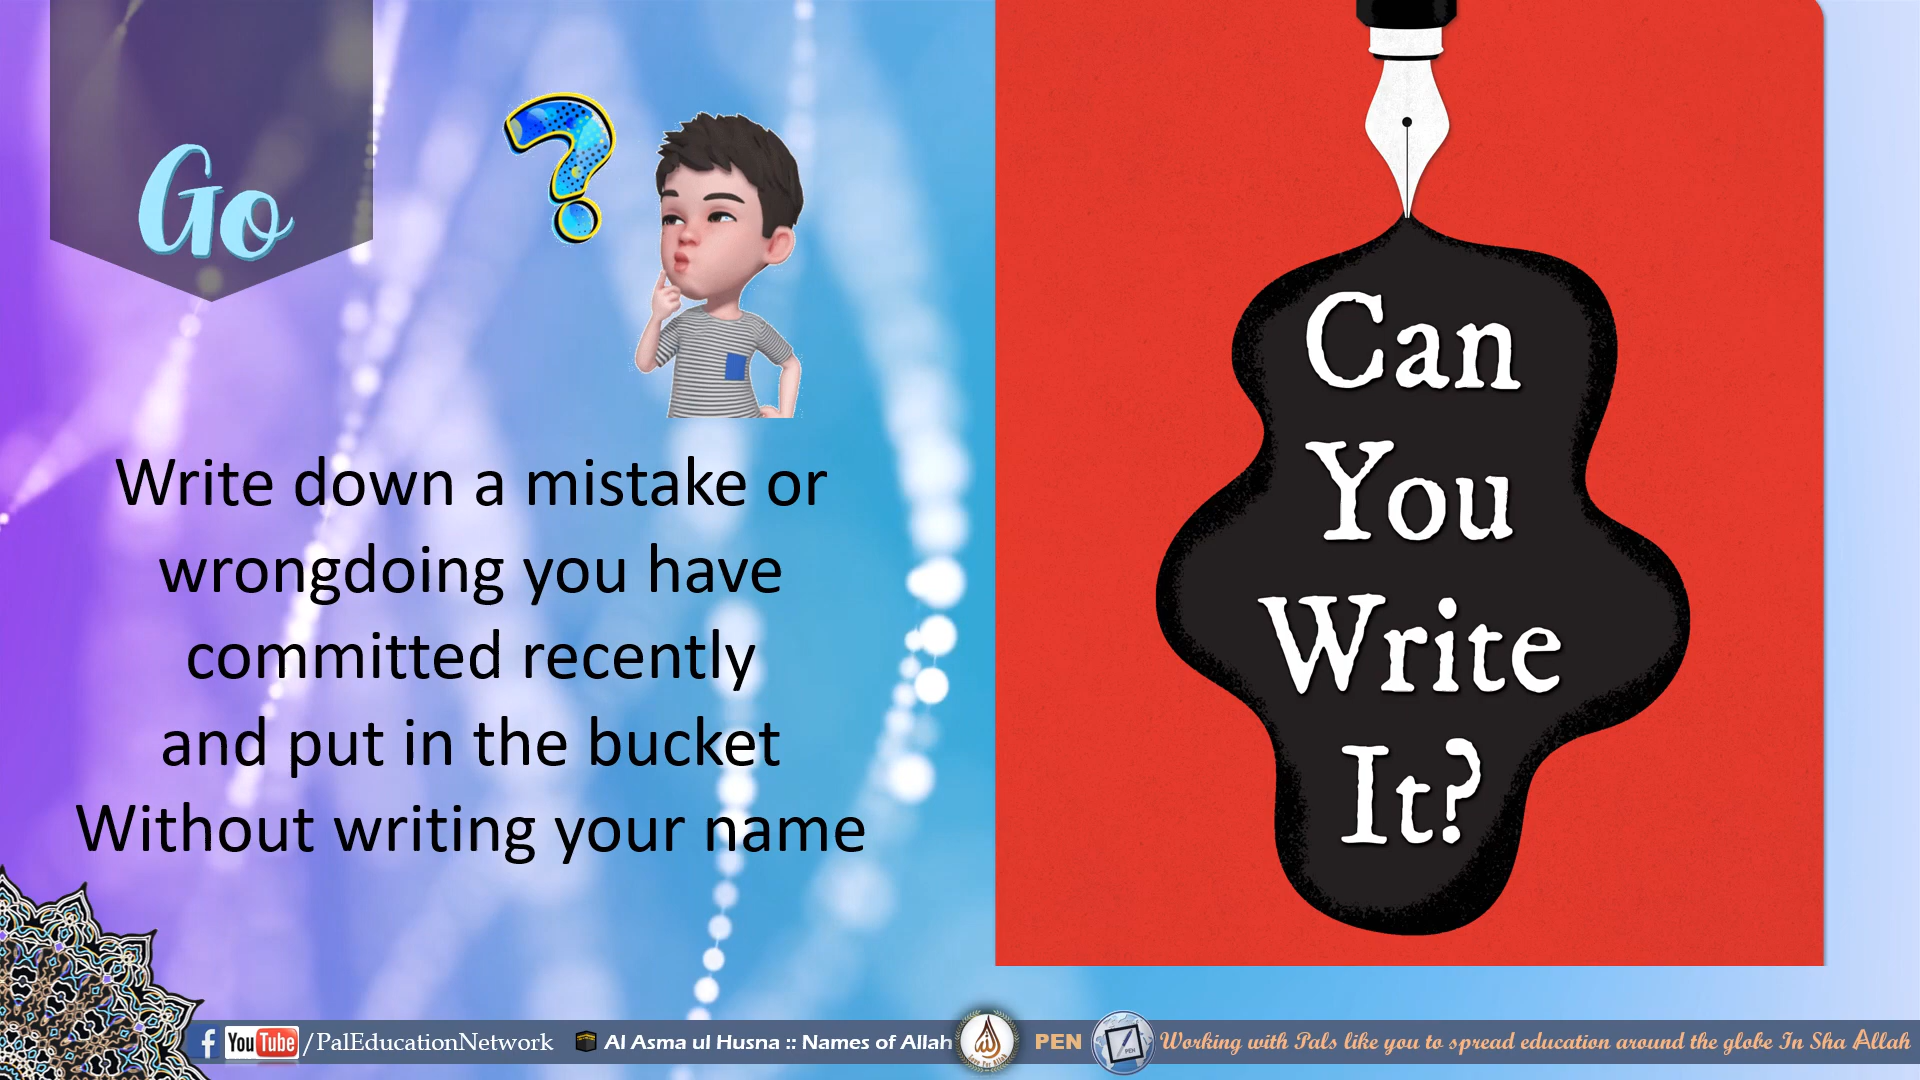 Go
Write down a mistake or
wrongdoing you have
committed recently
and put in the bucket
Without writing your name
Can
You
Write
It?
f YouTube /PalEducationNetwork Al Asma ul Husna :: Names of Allah PEN PEN Working with Pals like you to spread education around the globe In Sha Allah